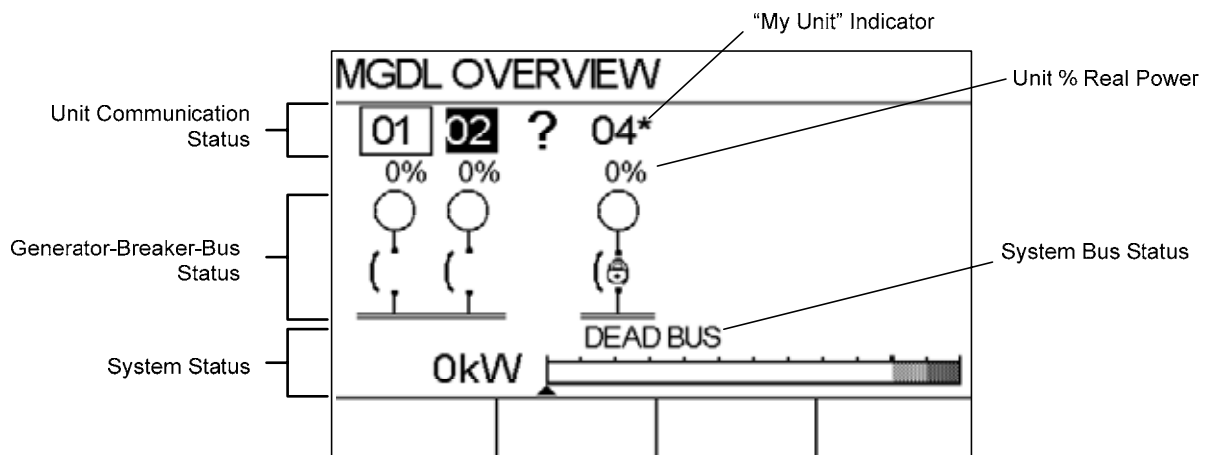 “My Unit” Indicator
MGDL OVERVIEW
Unit % Real Power
Unit Communication
Status
01 02 ? 04*
0% 0% 0%
Generator-Breaker-Bus
Status
System Bus Status
DEAD BUS
System Status
0kW